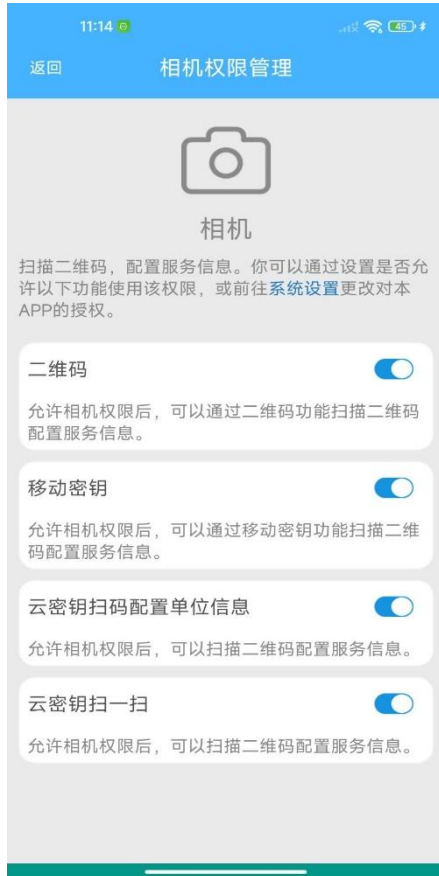 11:14
45
返回
相机权限管理
相机
扫描二维码，配置服务信息。你可以通过设置是否允
许以下功能使用该权限，或前往系统设置更改对本
APP的授权。
二维码
允许相机权限后，可以通过二维码功能扫描二维码
配置服务信息。
移动密钥
允许相机权限后，可以通过移动密钥功能扫描二维
码配置服务信息。
云密钥扫码配置单位信息
允许相机权限后，可以扫描二维码配置服务信息。
云密钥扫一扫
允许相机权限后，可以扫描二维码配置服务信息。